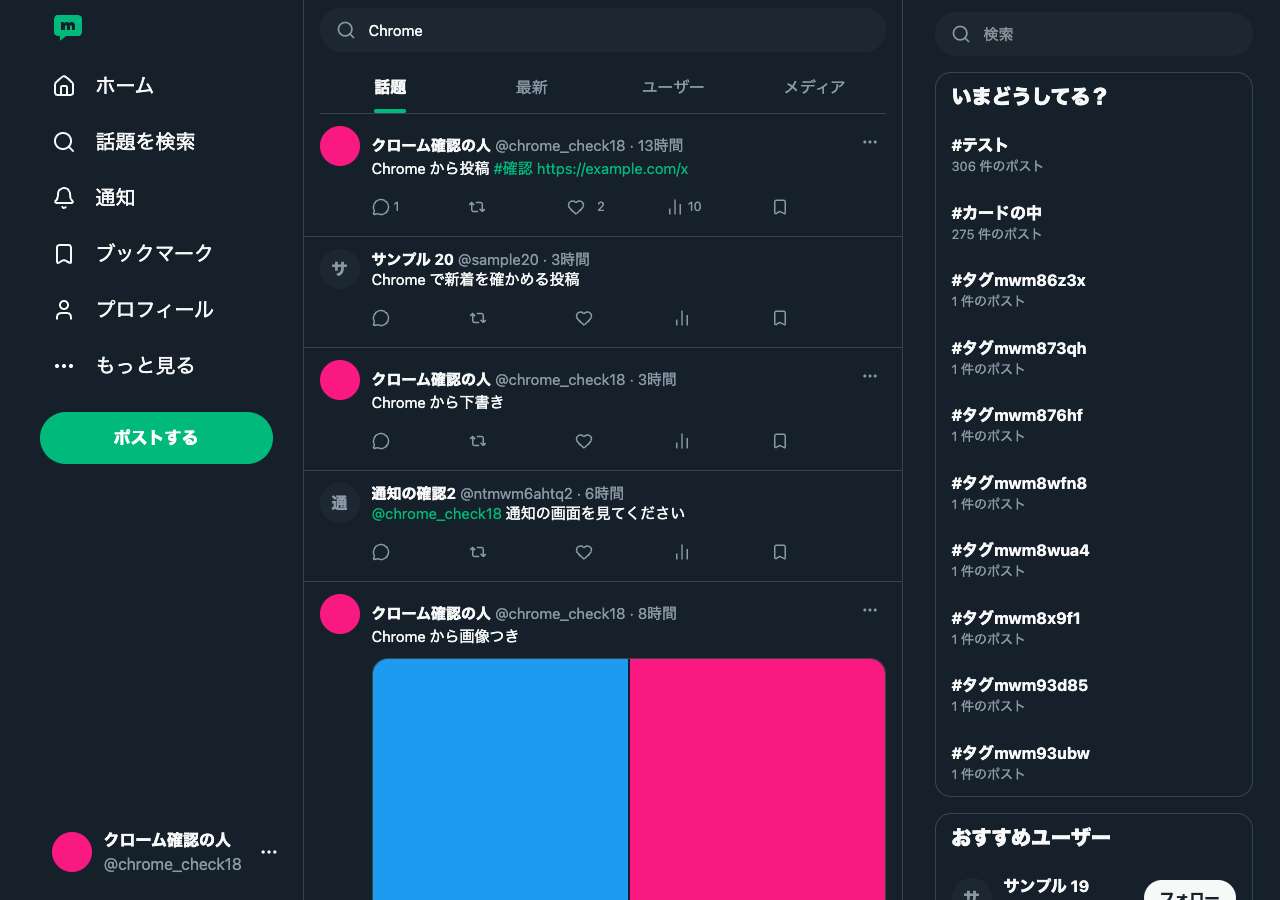 m
ホーム
話題を検索
通知
ブックマーク
プロフィール
もっと見る
ポストする
クローム確認の人
@chrome_check18
Chrome
話題 最新 ユーザー メディア
クローム確認の人 @chrome_check18 · 13時間
Chrome から投稿 #確認 https://example.com/x
1 2 10
サ
サンプル 20 @sample20 · 3時間
Chrome で新着を確かめる投稿
クローム確認の人 @chrome_check18 · 3時間
Chrome から下書き
通
通知の確認2 @ntmwm6ahtq2 · 6時間
@chrome_check18 通知の画面を見てください
クローム確認の人 @chrome_check18 · 8時間
Chrome から画像つき
検索
いまどうしてる？
#テスト
306 件のポスト
#カードの中
275 件のポスト
#タグmwm86z3x
1 件のポスト
#タグmwm873qh
1 件のポスト
#タグmwm876hf
1 件のポスト
#タグmwm8wfn8
1 件のポスト
#タグmwm8wua4
1 件のポスト
#タグmwm8x9f1
1 件のポスト
#タグmwm93d85
1 件のポスト
#タグmwm93ubw
1 件のポスト
おすすめユーザー
サ
サンプル 19
フォロー